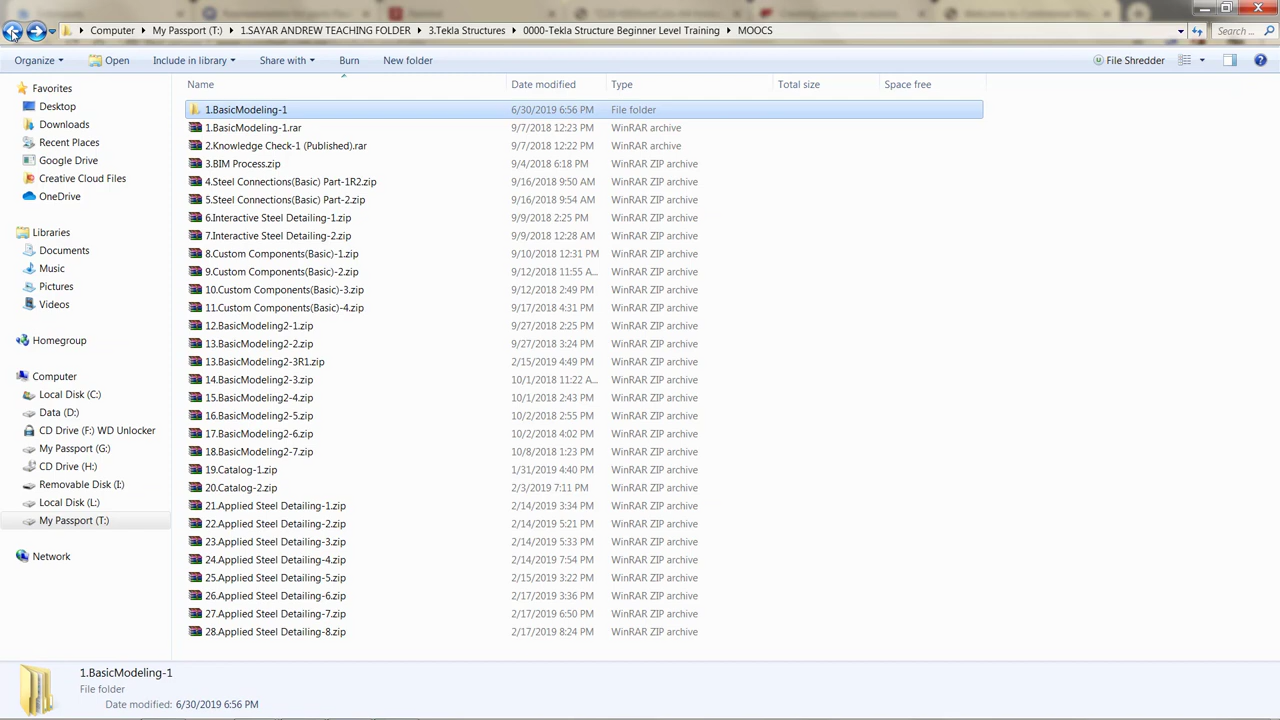 Computer ▸ My Passport (T:) ▸ 1.SAYAR ANDREW TEACHING FOLDER ▸ 3.Tekla Structures ▸ 0000-Tekla Structure Beginner Level Training ▸ MOOCS
Search ...
Organize Open Include in library Share with Burn New folder File Shredder
Name Date modified Type Total size Space free
Favorites
Desktop
Downloads
Recent Places
Google Drive
Creative Cloud Files
OneDrive
Libraries
Documents
Music
Pictures
Videos
Homegroup
Computer
Local Disk (C:)
Data (D:)
CD Drive (F:) WD Unlocker
My Passport (G:)
CD Drive (H:)
Removable Disk (I:)
Local Disk (L:)
My Passport (T:)
Network
1.BasicModeling-1 6/30/2019 6:56 PM File folder
1.BasicModeling-1.rar 9/7/2018 12:23 PM WinRAR archive
2.Knowledge Check-1 (Published).rar 9/7/2018 12:22 PM WinRAR archive
3.BIM Process.zip 9/4/2018 6:18 PM WinRAR ZIP archive
4.Steel Connections(Basic) Part-1R2.zip 9/16/2018 9:50 AM WinRAR ZIP archive
5.Steel Connections(Basic) Part-2.zip 9/16/2018 9:54 AM WinRAR ZIP archive
6.Interactive Steel Detailing-1.zip 9/9/2018 2:25 PM WinRAR ZIP archive
7.Interactive Steel Detailing-2.zip 9/9/2018 12:28 AM WinRAR ZIP archive
8.Custom Components(Basic)-1.zip 9/10/2018 12:31 PM WinRAR ZIP archive
9.Custom Components(Basic)-2.zip 9/12/2018 11:55 A... WinRAR ZIP archive
10.Custom Components(Basic)-3.zip 9/12/2018 2:49 PM WinRAR ZIP archive
11.Custom Components(Basic)-4.zip 9/17/2018 4:31 PM WinRAR ZIP archive
12.BasicModeling2-1.zip 9/27/2018 2:25 PM WinRAR ZIP archive
13.BasicModeling2-2.zip 9/27/2018 3:24 PM WinRAR ZIP archive
13.BasicModeling2-3R1.zip 2/15/2019 4:49 PM WinRAR ZIP archive
14.BasicModeling2-3.zip 10/1/2018 11:22 A... WinRAR ZIP archive
15.BasicModeling2-4.zip 10/1/2018 2:43 PM WinRAR ZIP archive
16.BasicModeling2-5.zip 10/2/2018 2:55 PM WinRAR ZIP archive
17.BasicModeling2-6.zip 10/2/2018 4:02 PM WinRAR ZIP archive
18.BasicModeling2-7.zip 10/8/2018 1:23 PM WinRAR ZIP archive
19.Catalog-1.zip 1/31/2019 4:40 PM WinRAR ZIP archive
20.Catalog-2.zip 2/3/2019 7:11 PM WinRAR ZIP archive
21.Applied Steel Detailing-1.zip 2/14/2019 3:34 PM WinRAR ZIP archive
22.Applied Steel Detailing-2.zip 2/14/2019 5:21 PM WinRAR ZIP archive
23.Applied Steel Detailing-3.zip 2/14/2019 5:33 PM WinRAR ZIP archive
24.Applied Steel Detailing-4.zip 2/14/2019 7:54 PM WinRAR ZIP archive
25.Applied Steel Detailing-5.zip 2/15/2019 3:22 PM WinRAR ZIP archive
26.Applied Steel Detailing-6.zip 2/17/2019 3:36 PM WinRAR ZIP archive
27.Applied Steel Detailing-7.zip 2/17/2019 6:50 PM WinRAR ZIP archive
28.Applied Steel Detailing-8.zip 2/17/2019 8:24 PM WinRAR ZIP archive
1.BasicModeling-1
File folder
Date modified: 6/30/2019 6:56 PM